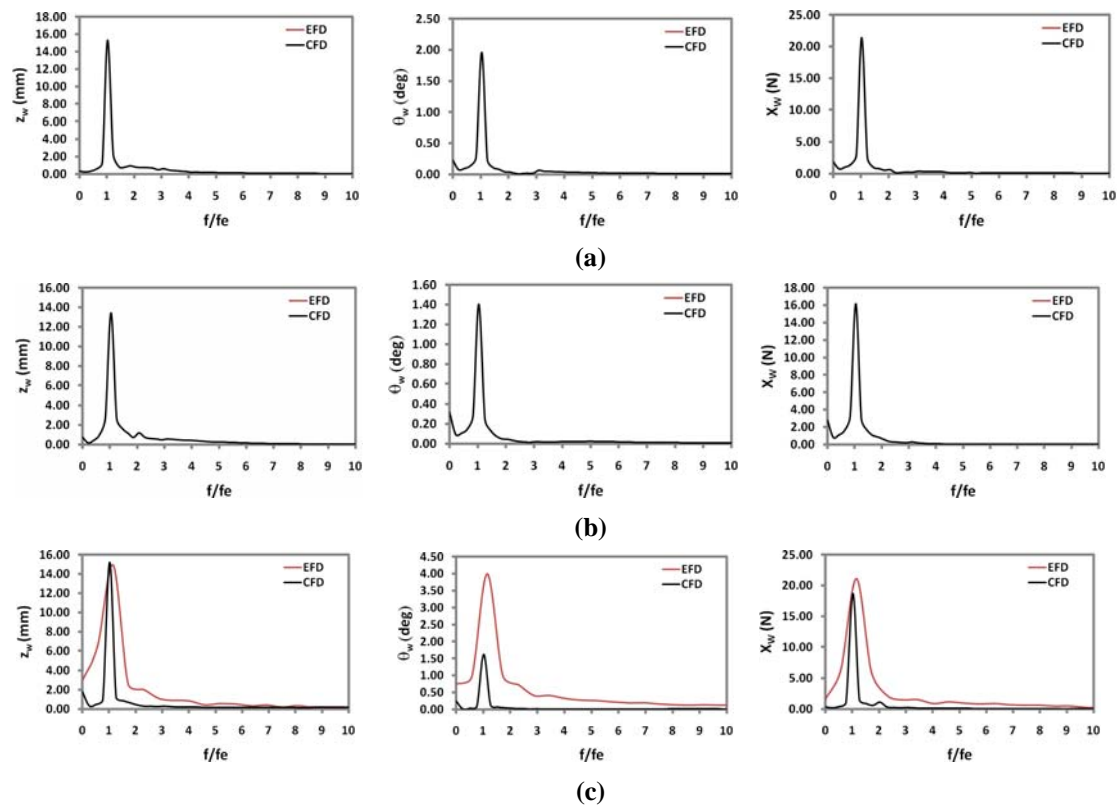 18.00
16.00
14.00
12.00
10.00
8.00
6.00
4.00
2.00
0.00
z_w (mm)
EFD
CFD
0 1 2 3 4 5 6 7 8 9 10
f/fe
2.50
2.00
1.50
1.00
0.50
0.00
θ_w (deg)
EFD
CFD
0 1 2 3 4 5 6 7 8 9 10
f/fe
25.00
20.00
15.00
10.00
5.00
0.00
X_w (N)
EFD
CFD
0 1 2 3 4 5 6 7 8 9 10
f/fe
(a)
16.00
14.00
12.00
10.00
8.00
6.00
4.00
2.00
0.00
z_w (mm)
EFD
CFD
0 1 2 3 4 5 6 7 8 9 10
f/fe
1.60
1.40
1.20
1.00
0.80
0.60
0.40
0.20
0.00
θ_w (deg)
EFD
CFD
0 1 2 3 4 5 6 7 8 9 10
f/fe
18.00
16.00
14.00
12.00
10.00
8.00
6.00
4.00
2.00
0.00
X_w (N)
EFD
CFD
0 1 2 3 4 5 6 7 8 9 10
f/fe
(b)
16.00
14.00
12.00
10.00
8.00
6.00
4.00
2.00
0.00
z_w (mm)
EFD
CFD
0 1 2 3 4 5 6 7 8 9 10
f/fe
4.50
4.00
3.50
3.00
2.50
2.00
1.50
1.00
0.50
0.00
θ_w (deg)
EFD
CFD
0 1 2 3 4 5 6 7 8 9 10
f/fe
25.00
20.00
15.00
10.00
5.00
0.00
X_w (N)
EFD
CFD
0 1 2 3 4 5 6 7 8 9 10
f/fe
(c)